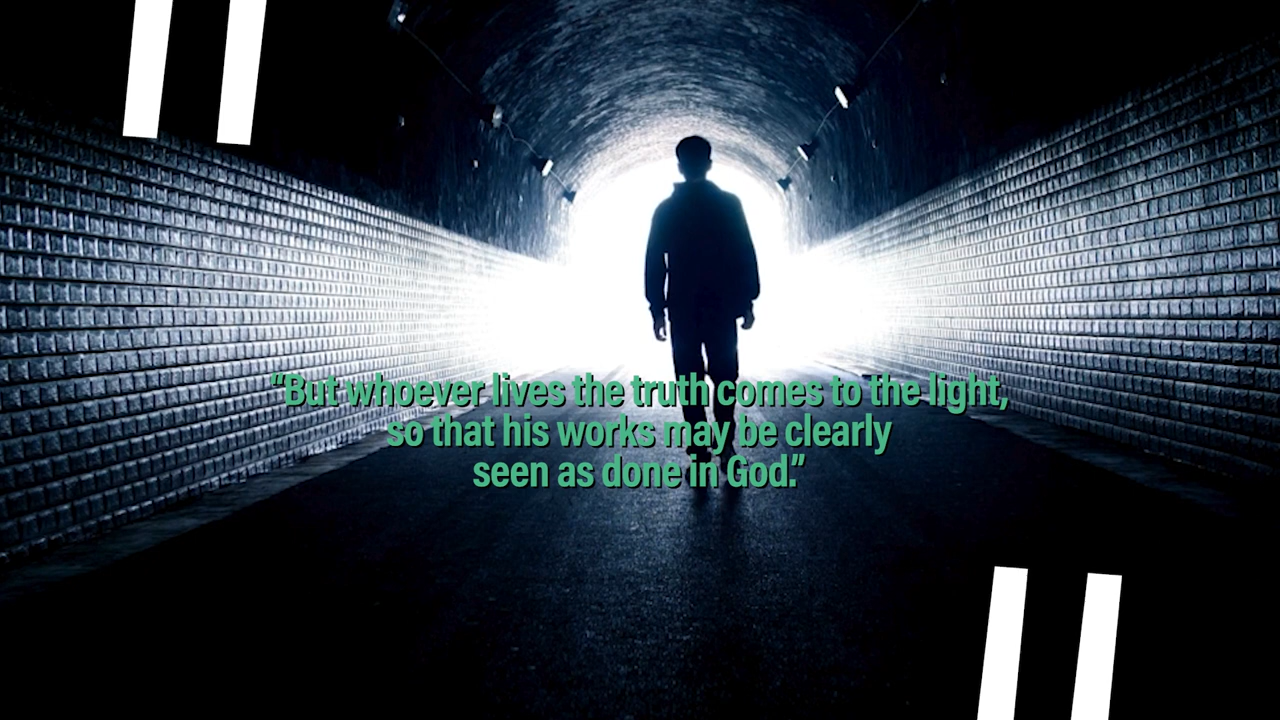 “But whoever lives the truth comes to the light,
so that his works may be clearly
seen as done in God.”